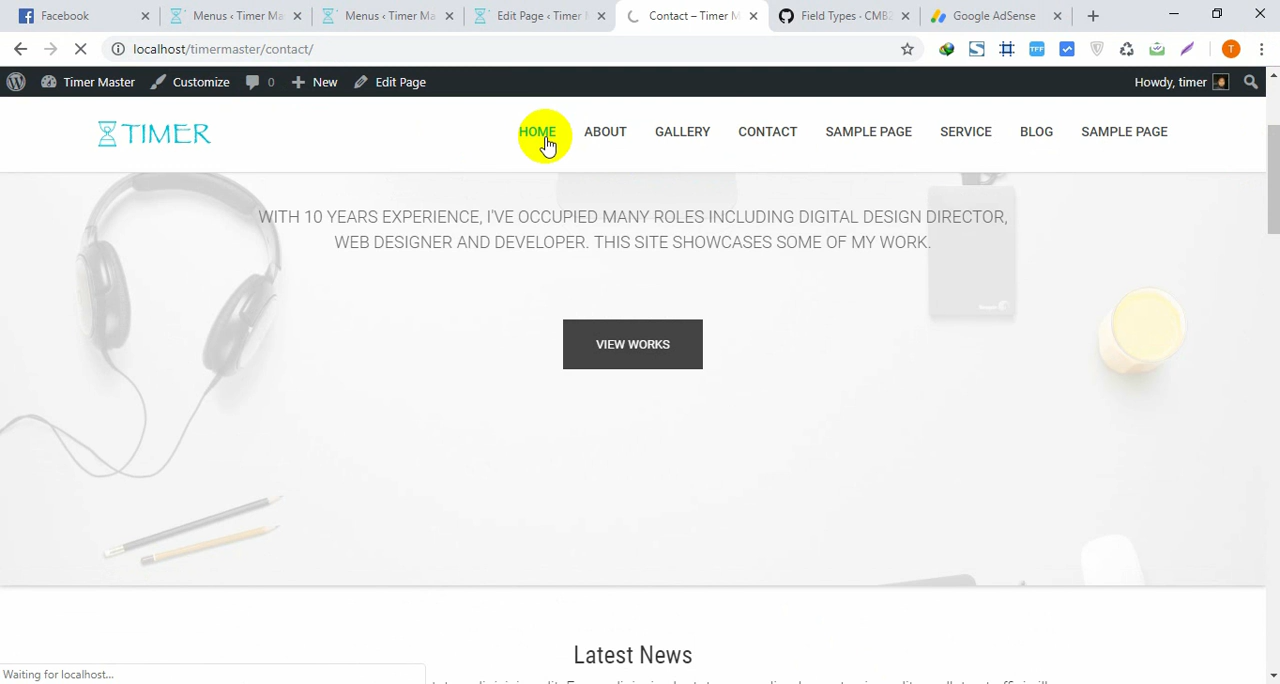 Facebook
Menus ‹ Timer Ma
Menus ‹ Timer Ma
Edit Page ‹ Timer
Contact – Timer M
Field Types · CMB2
Google AdSense
localhost/timermaster/contact/
TFF
T
Timer Master
Customize
0
New
Edit Page
Howdy, timer
TIMER
HOME
ABOUT
GALLERY
CONTACT
SAMPLE PAGE
SERVICE
BLOG
SAMPLE PAGE
WITH 10 YEARS EXPERIENCE, I'VE OCCUPIED MANY ROLES INCLUDING DIGITAL DESIGN DIRECTOR,
WEB DESIGNER AND DEVELOPER. THIS SITE SHOWCASES SOME OF MY WORK.
VIEW WORKS
Latest News
Waiting for localhost...